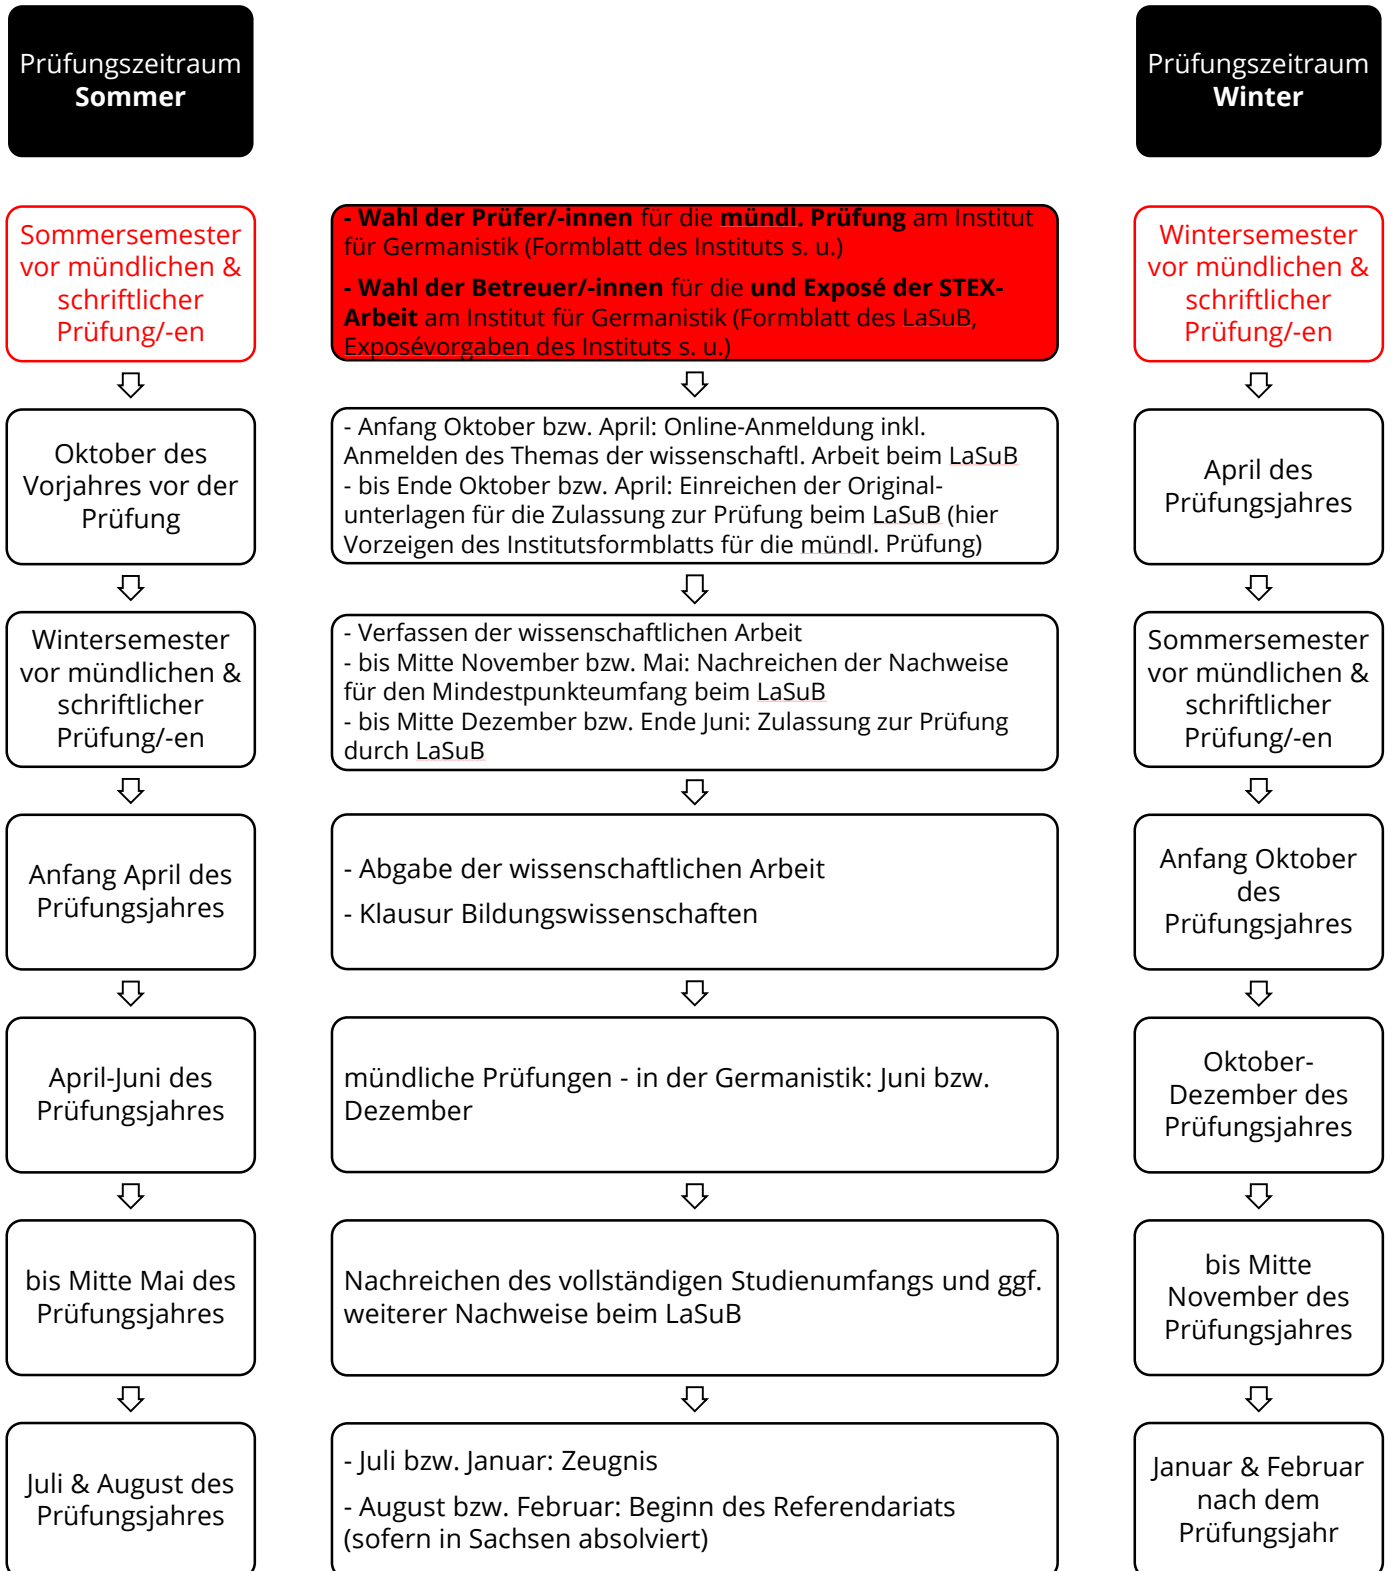 Prüfungszeitraum
Sommer
Prüfungszeitraum
Winter
Sommersemester
vor mündlichen &
schriftlicher
Prüfung/-en
- Wahl der Prüfer/-innen für die mündl. Prüfung am Institut
für Germanistik (Formblatt des Instituts s. u.)
- Wahl der Betreuer/-innen für die und Exposé der STEX-
Arbeit am Institut für Germanistik (Formblatt des LaSuB,
Exposévorgaben des Instituts s. u.)
Wintersemester
vor mündlichen &
schriftlicher
Prüfung/-en
Oktober des
Vorjahres vor der
Prüfung
- Anfang Oktober bzw. April: Online-Anmeldung inkl.
Anmelden des Themas der wissenschaftl. Arbeit beim LaSuB
- bis Ende Oktober bzw. April: Einreichen der Original-
unterlagen für die Zulassung zur Prüfung beim LaSuB (hier
Vorzeigen des Institutsformblatts für die mündl. Prüfung)
April des
Prüfungsjahres
Wintersemester
vor mündlichen &
schriftlicher
Prüfung/-en
- Verfassen der wissenschaftlichen Arbeit
- bis Mitte November bzw. Mai: Nachreichen der Nachweise
für den Mindestpunkteumfang beim LaSuB
- bis Mitte Dezember bzw. Ende Juni: Zulassung zur Prüfung
durch LaSuB
Sommersemester
vor mündlichen &
schriftlicher
Prüfung/-en
Anfang April des
Prüfungsjahres
- Abgabe der wissenschaftlichen Arbeit
- Klausur Bildungswissenschaften
Anfang Oktober
des
Prüfungsjahres
April-Juni des
Prüfungsjahres
mündliche Prüfungen - in der Germanistik: Juni bzw.
Dezember
Oktober-
Dezember des
Prüfungsjahres
bis Mitte Mai des
Prüfungsjahres
Nachreichen des vollständigen Studienumfangs und ggf.
weiterer Nachweise beim LaSuB
bis Mitte
November des
Prüfungsjahres
Juli & August des
Prüfungsjahres
- Juli bzw. Januar: Zeugnis
- August bzw. Februar: Beginn des Referendariats
(sofern in Sachsen absolviert)
Januar & Februar
nach dem
Prüfungsjahr